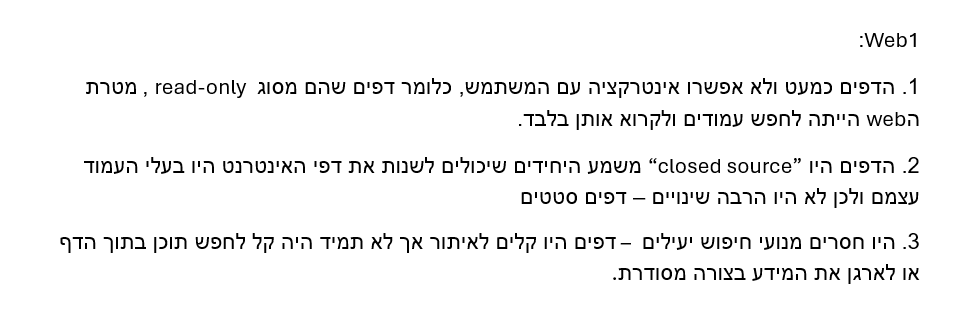 Web1:
1. הדפים כמעט ולא אפשרו אינטרקציה עם המשתמש, כלומר דפים שהם מסוג read-only , מטרת
הweb הייתה לחפש עמודים ולקרוא אותן בלבד.
2. הדפים היו "closed source" משמע היחידים שיכולים לשנות את דפי האינטרנט היו בעלי העמוד
עצמם ולכן לא היו הרבה שינויים – דפים סטטים
3. היו חסרים מנועי חיפוש יעילים – דפים היו קלים לאיתור אך לא תמיד היה קל לחפש תוכן בתוך הדף
או לארגן את המידע בצורה מסודרת.